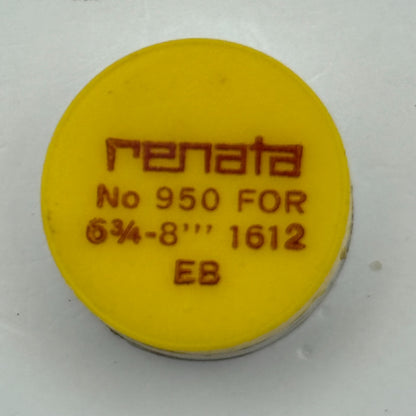 renata
No 950 FOR
6¾-8''' 1612
EB